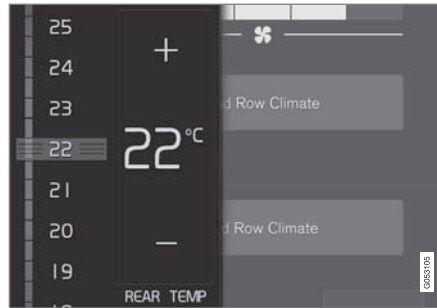 25
24
23
22
21
20
19
+
22°C
–
REAR TEMP
d Row Climate
d Row Climate
G053105